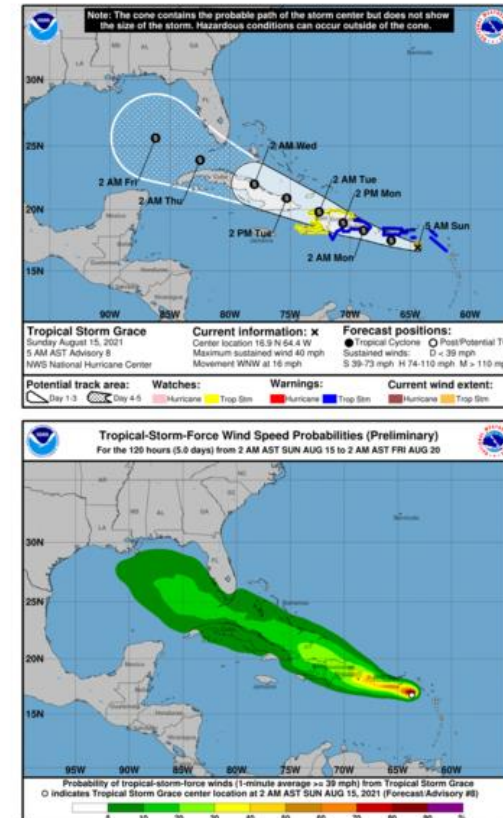 Note: The cone contains the probable path of the storm center but does not show
the size of the storm. Hazardous conditions can occur outside of the cone.
30N
25N
20N
15N
2 AM Wed
2 AM Tue
2 PM Mon
5 AM Sun
2 AM Fri
2 AM Thu
2 PM Tue
2 AM Mon
90W 85W 80W 75W 70W 65W 60W
Tropical Storm Grace
Sunday August 15, 2021
5 AM AST Advisory 8
NWS National Hurricane Center
Current information: x
Center location 16.9 N 64.4 W
Maximum sustained wind 40 mph
Movement WNW at 16 mph
Forecast positions:
Tropical Cyclone Post/Potential T
Sustained winds: D < 39 mph
S 39-73 mph H 74-110 mph M > 110 mp
Potential track area: Watches: Warnings: Current wind extent:
Day 1-3 Day 4-5 Hurricane Trop Stm Hurricane Trop Stm Hurricane Trop Stm
Tropical-Storm-Force Wind Speed Probabilities (Preliminary)
For the 120 hours (5.0 days) from 2 AM AST SUN AUG 15 to 2 AM AST FRI AUG 20
30N
25N
20N
15N
95W 90W 85W 80W 75W 70W 65W 60W
Probability of tropical-storm-force winds (1-minute average >= 39 mph) from Tropical Storm Grace
indicates Tropical Storm Grace center location at 2 AM AST SUN AUG 15, 2021 (Forecast/Advisory #8)